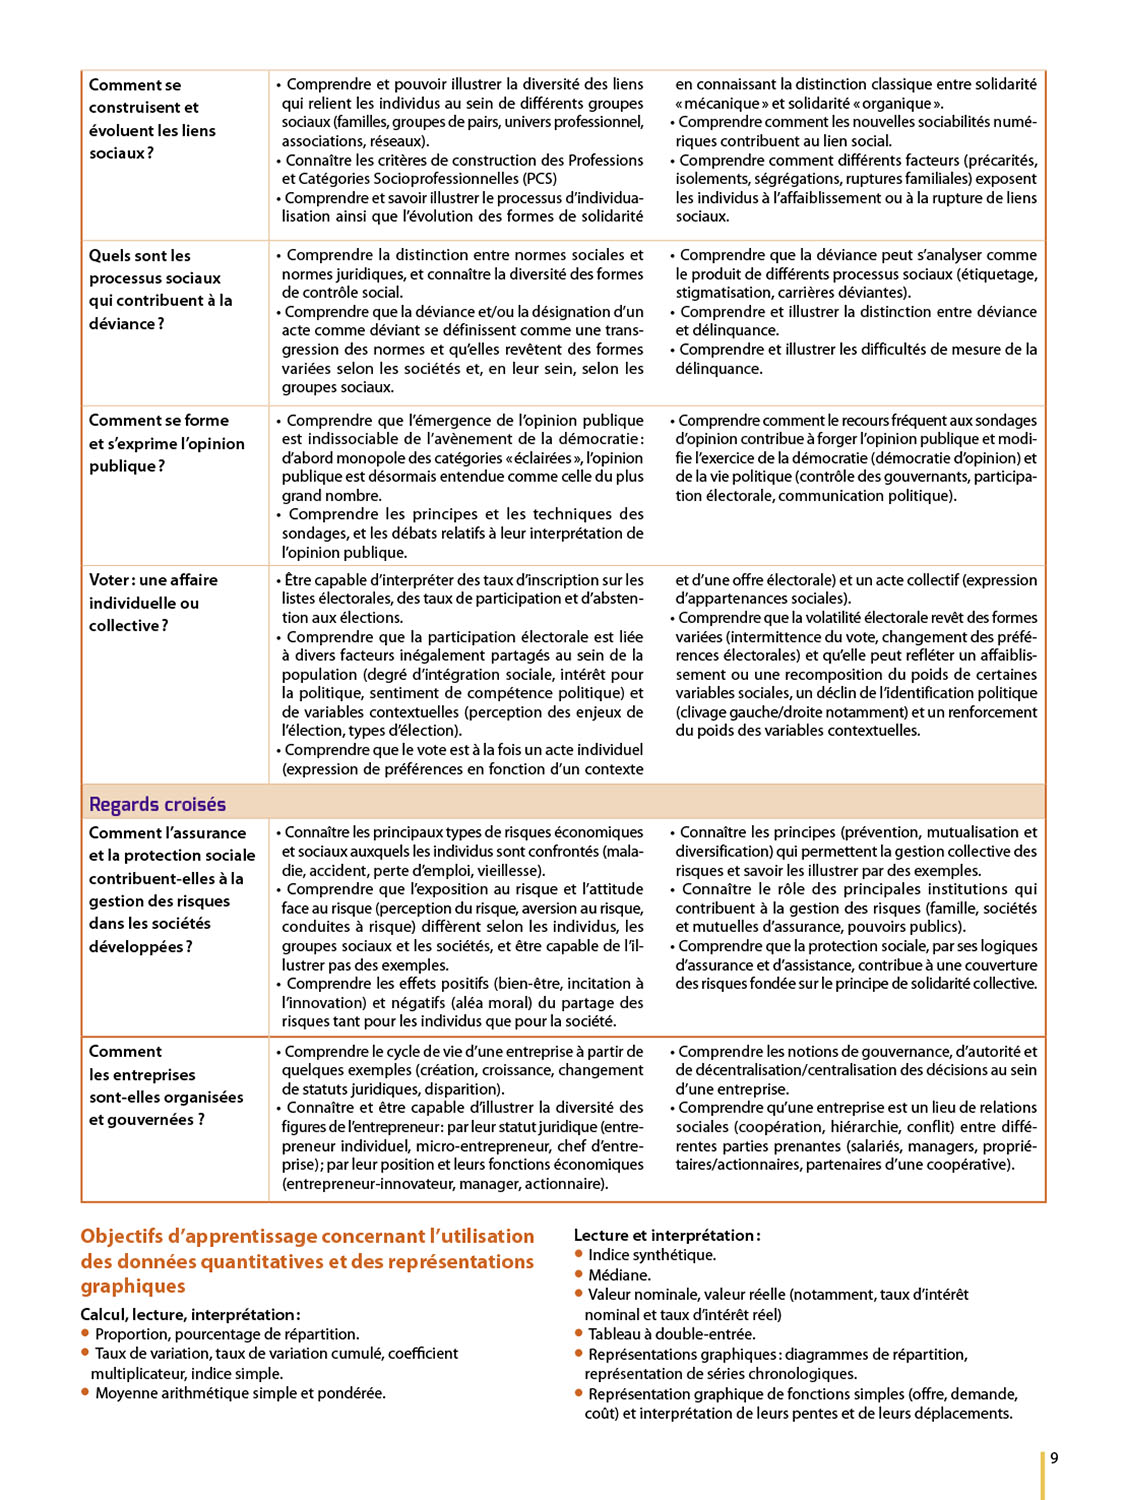 Comment se
construisent et
évoluent les liens
sociaux ?
• Comprendre et pouvoir illustrer la diversité des liens
qui relient les individus au sein de différents groupes
sociaux (familles, groupes de pairs, univers professionnel,
associations, réseaux).
• Connaître les critères de construction des Professions
et Catégories Socioprofessionnelles (PCS)
• Comprendre et savoir illustrer le processus d’individua-
lisation ainsi que l’évolution des formes de solidarité
en connaissant la distinction classique entre solidarité
« mécanique » et solidarité « organique ».
• Comprendre comment les nouvelles sociabilités numé-
riques contribuent au lien social.
• Comprendre comment différents facteurs (précarités,
isolements, ségrégations, ruptures familiales) exposent
les individus à l’affaiblissement ou à la rupture de liens
sociaux.
Quels sont les
processus sociaux
qui contribuent à la
déviance ?
• Comprendre la distinction entre normes sociales et
normes juridiques, et connaître la diversité des formes
de contrôle social.
• Comprendre que la déviance et/ou la désignation d’un
acte comme déviant se définissent comme une trans-
gression des normes et qu’elles revêtent des formes
variées selon les sociétés et, en leur sein, selon les
groupes sociaux.
• Comprendre que la déviance peut s’analyser comme
le produit de différents processus sociaux (étiquetage,
stigmatisation, carrières déviantes).
• Comprendre et illustrer la distinction entre déviance
et délinquance.
• Comprendre et illustrer les difficultés de mesure de la
délinquance.
Comment se forme
et s’exprime l’opinion
publique ?
• Comprendre que l’émergence de l’opinion publique
est indissociable de l’avènement de la démocratie :
d’abord monopole des catégories « éclairées », l’opinion
publique est désormais entendue comme celle du plus
grand nombre.
• Comprendre les principes et les techniques des
sondages, et les débats relatifs à leur interprétation de
l’opinion publique.
• Comprendre comment le recours fréquent aux sondages
d’opinion contribue à forger l’opinion publique et modi-
fie l’exercice de la démocratie (démocratie d’opinion) et
de la vie politique (contrôle des gouvernants, participa-
tion électorale, communication politique).
Voter : une affaire
individuelle ou
collective ?
• Être capable d’interpréter des taux d’inscription sur les
listes électorales, des taux de participation et d’absten-
tion aux élections.
• Comprendre que la participation électorale est liée
à divers facteurs inégalement partagés au sein de la
population (degré d’intégration sociale, intérêt pour
la politique, sentiment de compétence politique) et
de variables contextuelles (perception des enjeux de
l’élection, types d’élection).
• Comprendre que le vote est à la fois un acte individuel
(expression de préférences en fonction d’un contexte
et d’une offre électorale) et un acte collectif (expression
d’appartenances sociales).
• Comprendre que la volatilité électorale revêt des formes
variées (intermittence du vote, changement des préfé-
rences électorales) et qu’elle peut refléter un affaiblis-
sement ou une recomposition du poids de certaines
variables sociales, un déclin de l’identification politique
(clivage gauche/droite notamment) et un renforcement
du poids des variables contextuelles.
Regards croisés
Comment l’assurance
et la protection sociale
contribuent-elles à la
gestion des risques
dans les sociétés
développées ?
• Connaître les principaux types de risques économiques
et sociaux auxquels les individus sont confrontés (mala-
die, accident, perte d’emploi, vieillesse).
• Comprendre que l’exposition au risque et l’attitude
face au risque (perception du risque, aversion au risque,
conduites à risque) diffèrent selon les individus, les
groupes sociaux et les sociétés, et être capable de l’il-
lustrer pas des exemples.
• Comprendre les effets positifs (bien-être, incitation à
l’innovation) et négatifs (aléa moral) du partage des
risques tant pour les individus que pour la société.
• Connaître les principes (prévention, mutualisation et
diversification) qui permettent la gestion collective des
risques et savoir les illustrer par des exemples.
• Connaître le rôle des principales institutions qui
contribuent à la gestion des risques (famille, sociétés
et mutuelles d’assurance, pouvoirs publics).
• Comprendre que la protection sociale, par ses logiques
d’assurance et d’assistance, contribue à une couverture
des risques fondée sur le principe de solidarité collective.
Comment
les entreprises
sont-elles organisées
et gouvernées ?
• Comprendre le cycle de vie d’une entreprise à partir de
quelques exemples (création, croissance, changement
de statuts juridiques, disparition).
• Connaître et être capable d’illustrer la diversité des
figures de l’entrepreneur : par leur statut juridique (entre-
preneur individuel, micro-entrepreneur, chef d’entre-
prise) ; par leur position et leurs fonctions économiques
(entrepreneur-innovateur, manager, actionnaire).
• Comprendre les notions de gouvernance, d’autorité et
de décentralisation/centralisation des décisions au sein
d’une entreprise.
• Comprendre qu’une entreprise est un lieu de relations
sociales (coopération, hiérarchie, conflit) entre diffé-
rentes parties prenantes (salariés, managers, proprié-
taires/actionnaires, partenaires d’une coopérative).
Objectifs d’apprentissage concernant l’utilisation
des données quantitatives et des représentations
graphiques
Calcul, lecture, interprétation :
• Proportion, pourcentage de répartition.
• Taux de variation, taux de variation cumulé, coefficient
multiplicateur, indice simple.
• Moyenne arithmétique simple et pondérée.
Lecture et interprétation :
• Indice synthétique.
• Médiane.
• Valeur nominale, valeur réelle (notamment, taux d’intérêt
nominal et taux d’intérêt réel)
• Tableau à double-entrée.
• Représentations graphiques : diagrammes de répartition,
représentation de séries chronologiques.
• Représentation graphique de fonctions simples (offre, demande,
coût) et interprétation de leurs pentes et de leurs déplacements.
9